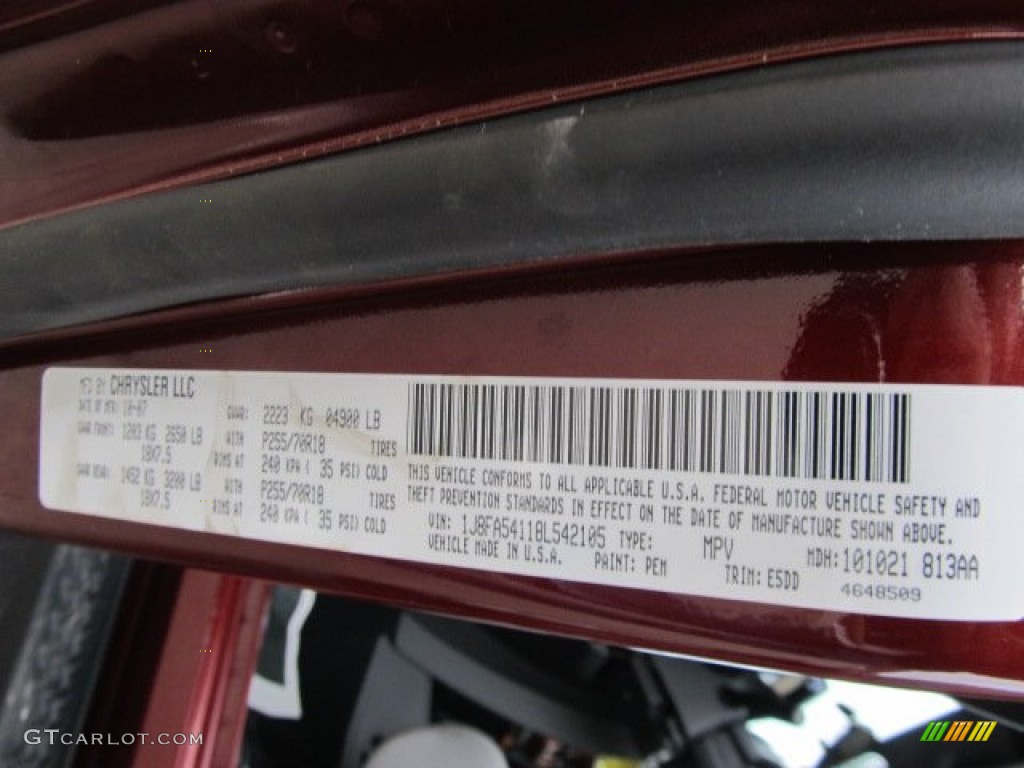 MFD BY CHRYSLER LLC
DATE OF MFR: 10-07 GVWR: 2223 KG 04900 LB
GAWR FRONT: 1203 KG 2650 LB WITH P255/70R18 TIRES
18X7.5 RIMS AT 240 KPA ( 35 PSI) COLD
GAWR REAR: 1452 KG 3200 LB WITH P255/70R18 TIRES
18X7.5 RIMS AT 240 KPA ( 35 PSI) COLD
THIS VEHICLE CONFORMS TO ALL APPLICABLE U.S.A. FEDERAL MOTOR VEHICLE SAFETY AND
THEFT PREVENTION STANDARDS IN EFFECT ON THE DATE OF MANUFACTURE SHOWN ABOVE.
VIN: 1J8FA54118L542105 TYPE: MPV MDH:101021 813AA
VEHICLE MADE IN U.S.A. PAINT: PEM TRIM: E5DD 4648509
GTCARLOT.COM